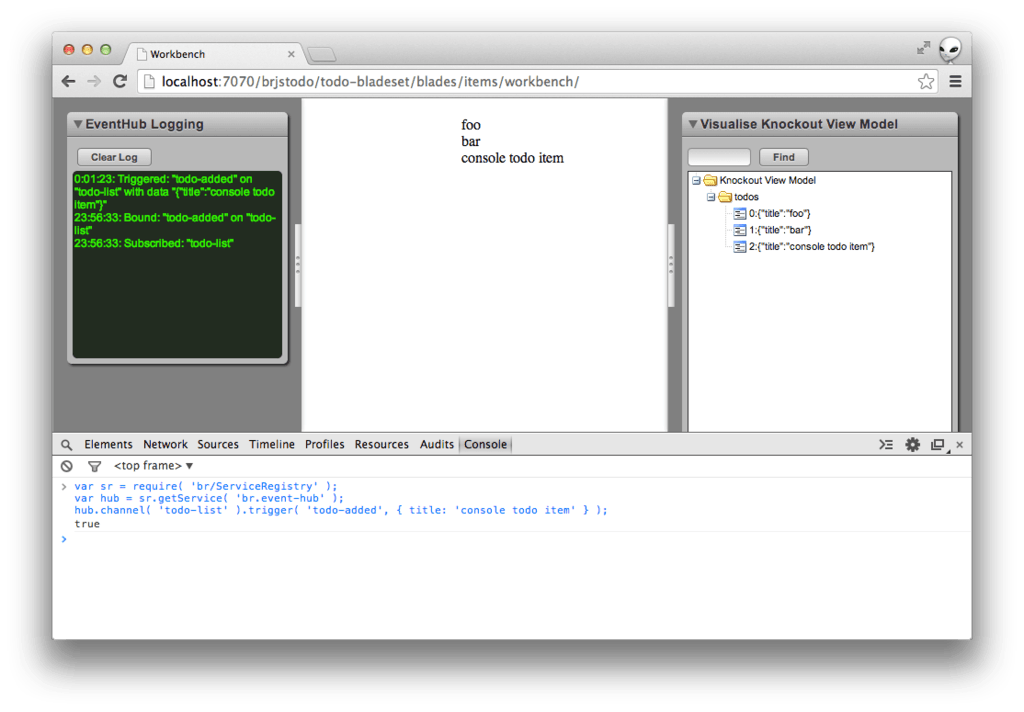 Workbench
localhost:7070/brjstodo/todo-bladeset/blades/items/workbench/
EventHub Logging
Clear Log
0:01:23: Triggered: "todo-added" on
"todo-list" with data "{"title":"console todo
item"}"
23:56:33: Bound: "todo-added" on "todo-
list"
23:56:33: Subscribed: "todo-list"
foo
bar
console todo item
Visualise Knockout View Model
Find
Knockout View Model
todos
0:{"title":"foo"}
1:{"title":"bar"}
2:{"title":"console todo item"}
Elements Network Sources Timeline Profiles Resources Audits Console
<top frame>
var sr = require( 'br/ServiceRegistry' );
var hub = sr.getService( 'br.event-hub' );
hub.channel( 'todo-list' ).trigger( 'todo-added', { title: 'console todo item' } );
true